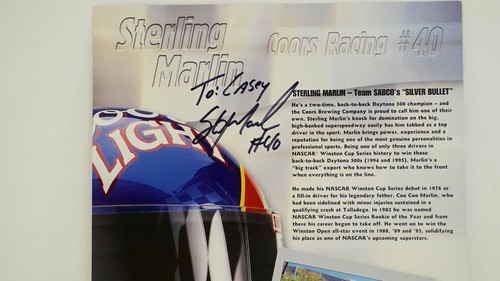 Sterling
Marlin
Coors Racing #40
To: CASEY
#40
COORS
LIGHT
STERLING MARLIN – Team SABCO's "SILVER BULLET"
He's a two-time, back-to-back Daytona 500 champion – and
the Coors Brewing Company is proud to call him one of their
own. Sterling Marlin's knack for domination on the big,
high-banked superspeedway easily has him tabbed as a top
driver in the sport. Marlin brings power, experience and a
reputation for being one of the most genuine personalities in
professional sports. Being one of only three drivers in
NASCAR Winston Cup Series history to win those
back-to-back Daytona 500s (1994 and 1995), Marlin's a
"big track" expert who knows how to take it to the front
when everything is on the line.
He made his NASCAR Winston Cup Series debut in 1976 as
a fill-in driver for his legendary father, Coo Coo Marlin, who
had been sidelined with minor injuries sustained in a
qualifying crash at Talladega. In 1983 he was named
NASCAR Winston Cup Series Rookie of the Year and from
there his career began to take off. He went on to win the
Winston Open all-star event in 1988, '89 and '93, solidifying
his place as one of NASCAR's upcoming superstars.